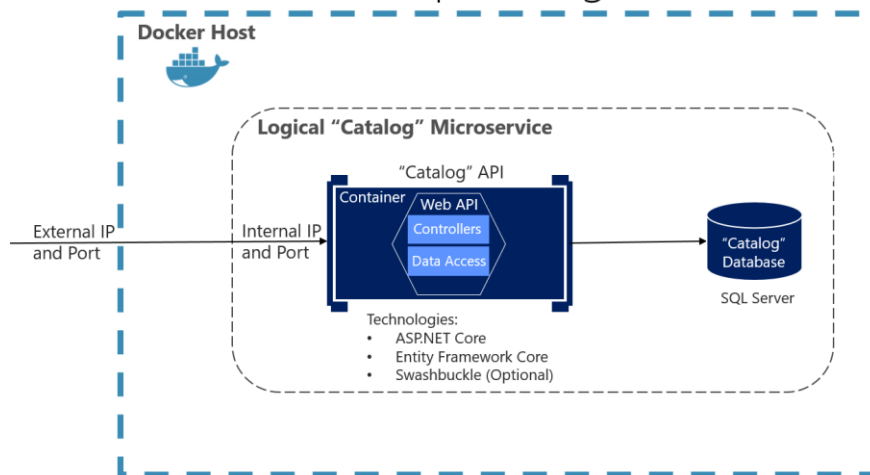 Docker Host
Logical “Catalog” Microservice
“Catalog” API
Container
Web API
Controllers
Data Access
External IP
and Port
Internal IP
and Port
“Catalog”
Database
SQL Server
Technologies:
• ASP.NET Core
• Entity Framework Core
• Swashbuckle (Optional)